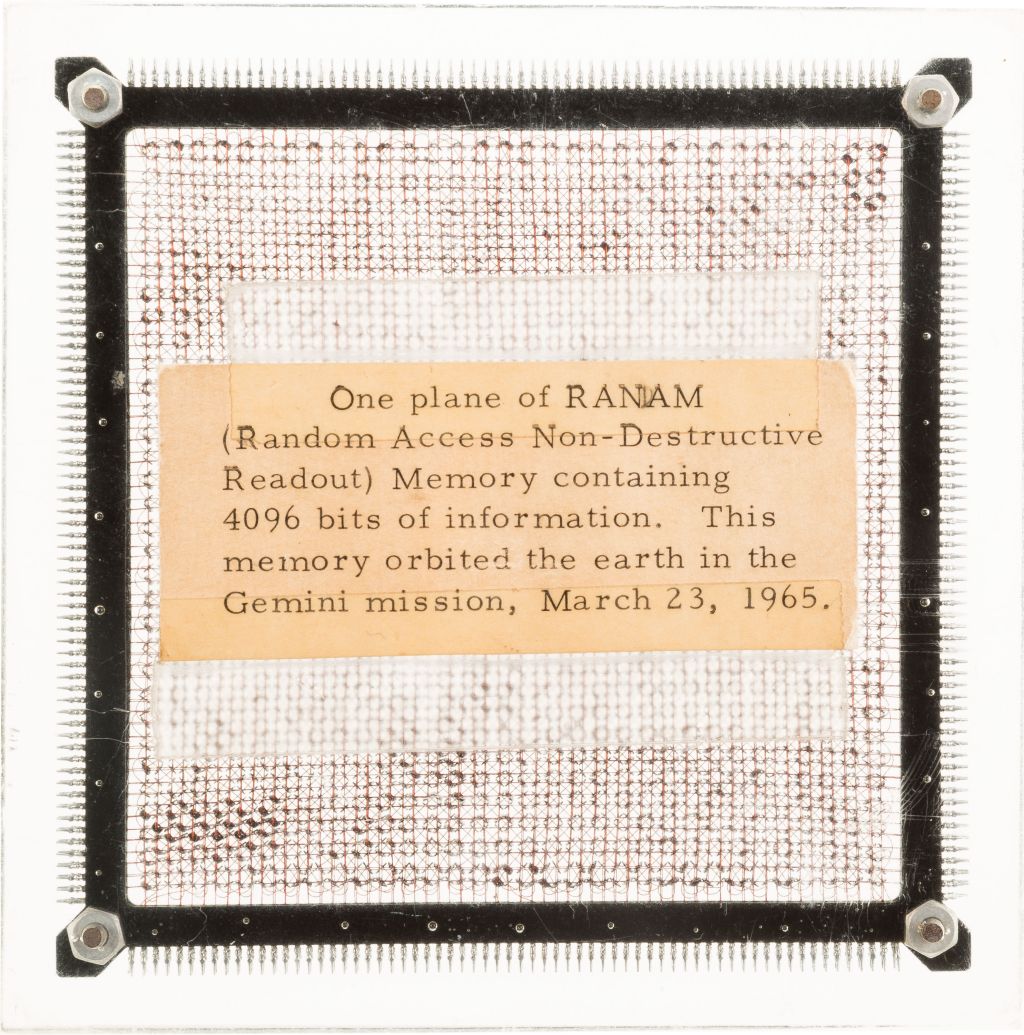 One plane of RANDAM
(Random Access Non-Destructive
Readout) Memory containing
4096 bits of information. This
memory orbited the earth in the
Gemini mission, March 23, 1965.